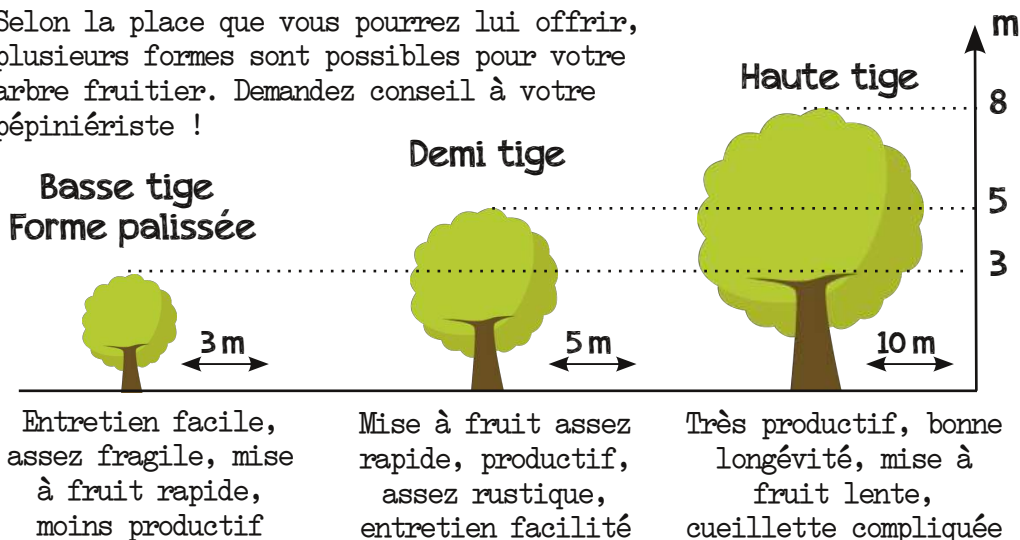 Selon la place que vous pourrez lui offrir,
plusieurs formes sont possibles pour votre
arbre fruitier. Demandez conseil à votre
pépiniériste !
m
Haute tige
8
Demi tige
Basse tige
Forme palissée
5
3
3 m
5 m
10 m
Entretien facile,
assez fragile, mise
à fruit rapide,
moins productif
Mise à fruit assez
rapide, productif,
assez rustique,
entretien facilité
Très productif, bonne
longévité, mise à
fruit lente,
cueillette compliquée